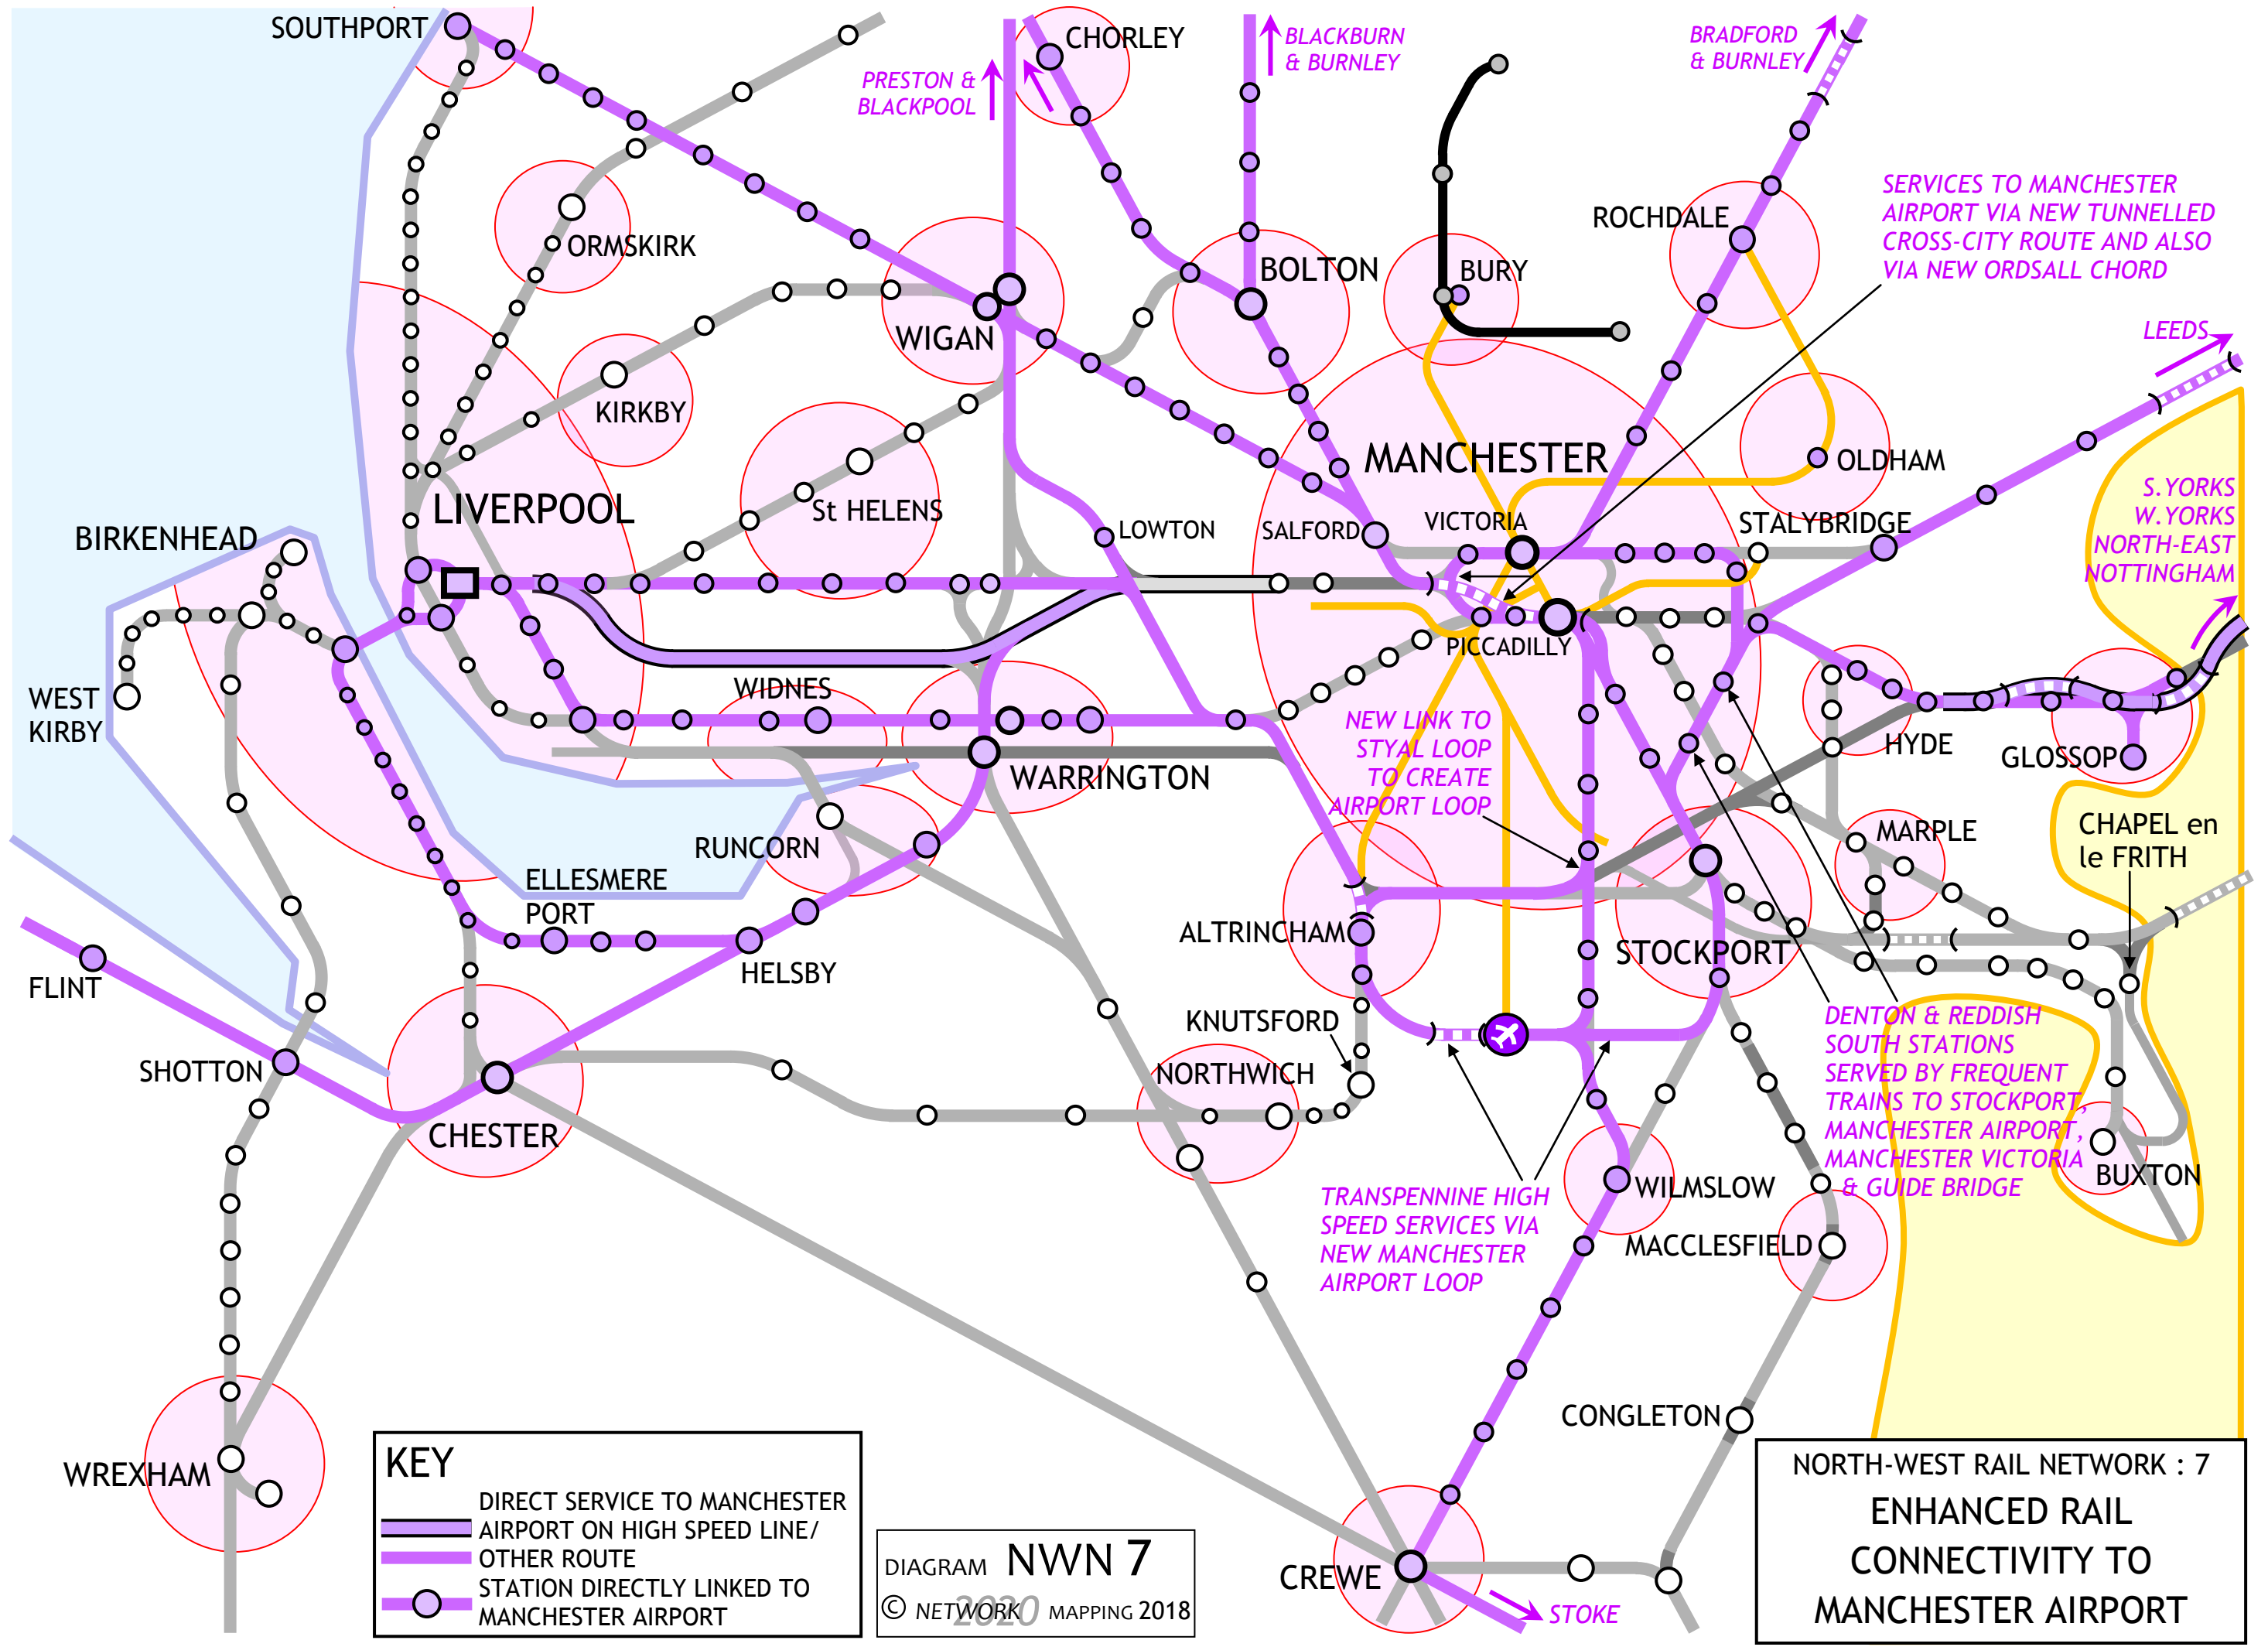 SOUTHPORT
CHORLEY
PRESTON &
BLACKPOOL
BLACKBURN
& BURNLEY
BRADFORD
& BURNLEY
SERVICES TO MANCHESTER
AIRPORT VIA NEW TUNNELLED
CROSS-CITY ROUTE AND ALSO
VIA NEW ORDSALL CHORD
ROCHDALE
ORMSKIRK
BOLTON
BURY
WIGAN
LEEDS
KIRKBY
MANCHESTER
OLDHAM
S.YORKS
W.YORKS
NORTH-EAST
NOTTINGHAM
LIVERPOOL
St HELENS
LOWTON
SALFORD
VICTORIA
STALYBRIDGE
BIRKENHEAD
PICCADILLY
WEST
KIRBY
WIDNES
NEW LINK TO
STYAL LOOP
TO CREATE
AIRPORT LOOP
HYDE
GLOSSOP
WARRINGTON
RUNCORN
MARPLE
CHAPEL en
le FRITH
ELLESMERE
PORT
ALTRINCHAM
STOCKPORT
HELSBY
FLINT
KNUTSFORD
SHOTTON
NORTHWICH
DENTON & REDDISH
SOUTH STATIONS
SERVED BY FREQUENT
TRAINS TO STOCKPORT,
MANCHESTER AIRPORT,
MANCHESTER VICTORIA
& GUIDE BRIDGE
CHESTER
BUXTON
TRANSPENNINE HIGH
SPEED SERVICES VIA
NEW MANCHESTER
AIRPORT LOOP
WILMSLOW
MACCLESFIELD
CONGLETON
WREXHAM
CREWE
STOKE
KEY
DIRECT SERVICE TO MANCHESTER
AIRPORT ON HIGH SPEED LINE/
OTHER ROUTE
STATION DIRECTLY LINKED TO
MANCHESTER AIRPORT
DIAGRAM NWN 7
© NETWORK 2020 MAPPING 2018
NORTH-WEST RAIL NETWORK : 7
ENHANCED RAIL
CONNECTIVITY TO
MANCHESTER AIRPORT